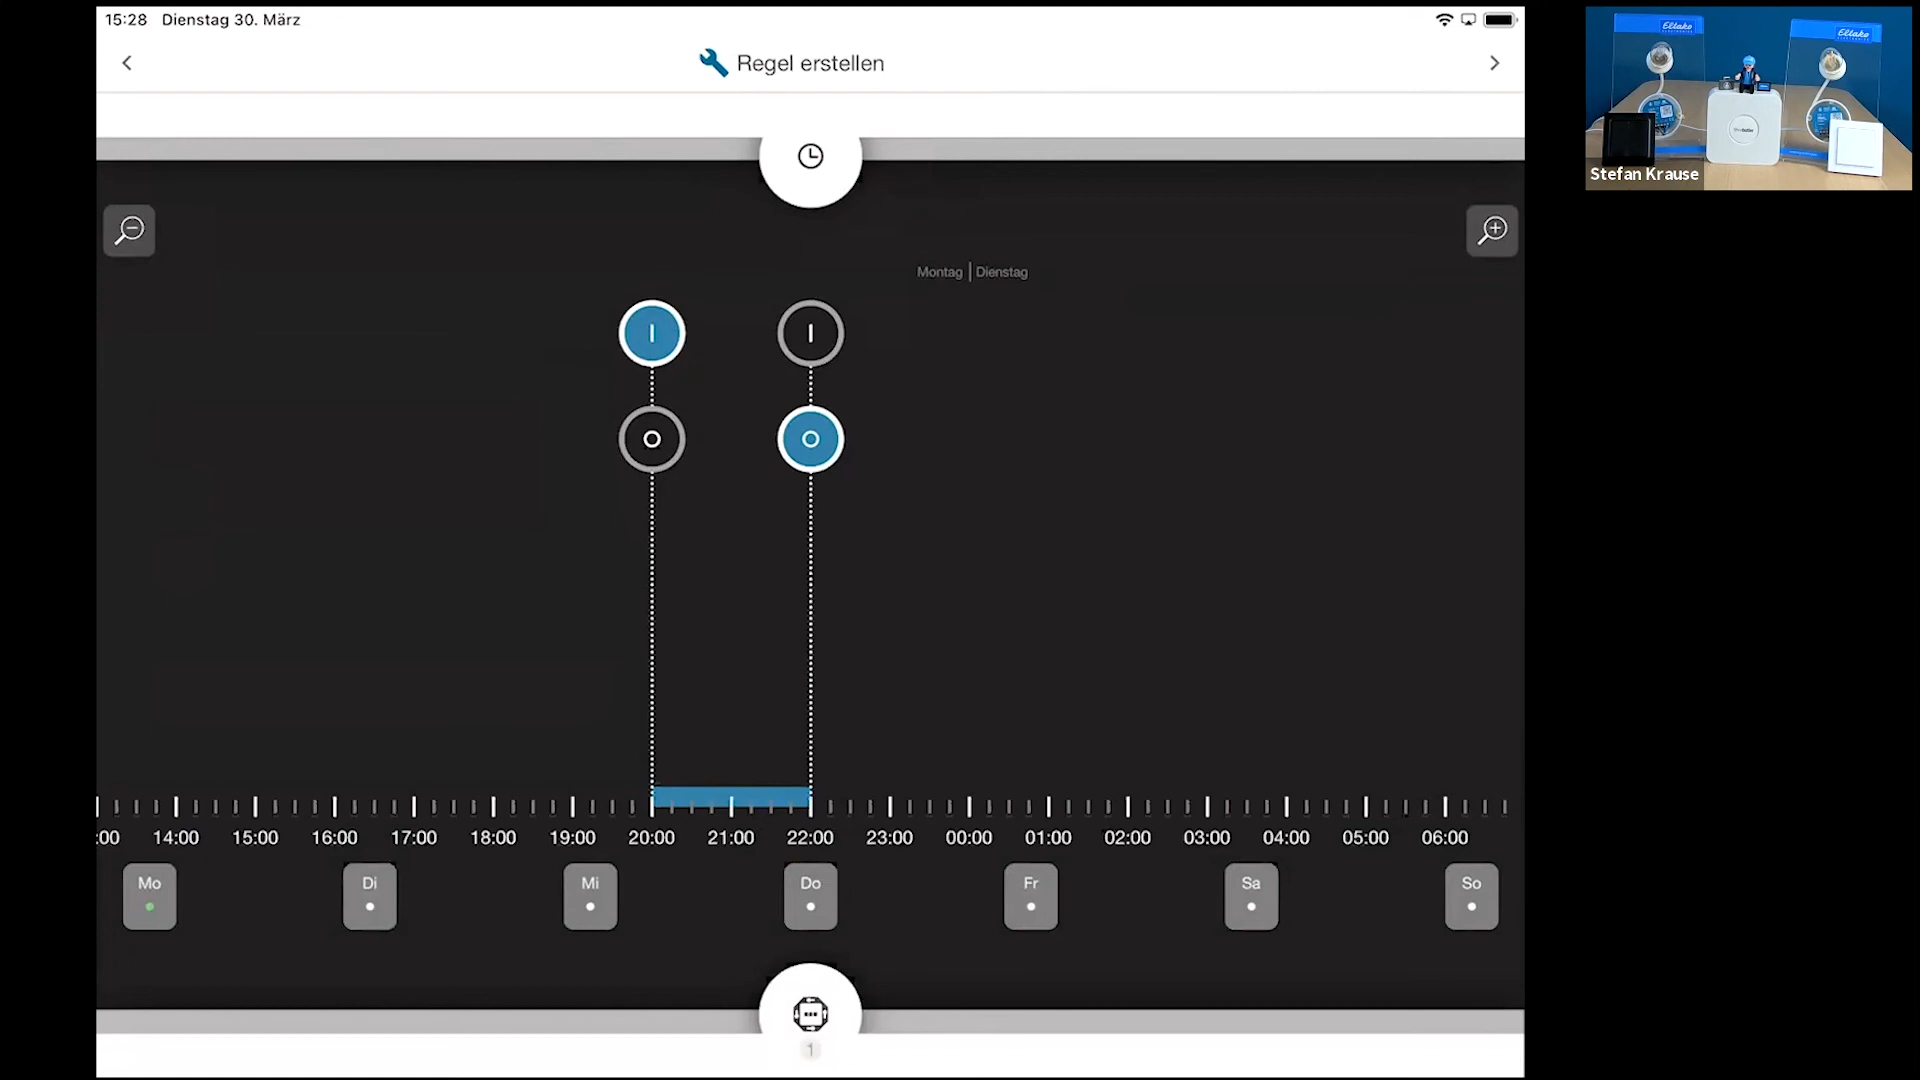 15:28 Dienstag 30. März
Regel erstellen
Montag | Dienstag
:00 14:00 15:00 16:00 17:00 18:00 19:00 20:00 21:00 22:00 23:00 00:00 01:00 02:00 03:00 04:00 05:00 06:00
Mo Di Mi Do Fr Sa So
1
Eltako
Eltako
Stefan Krause